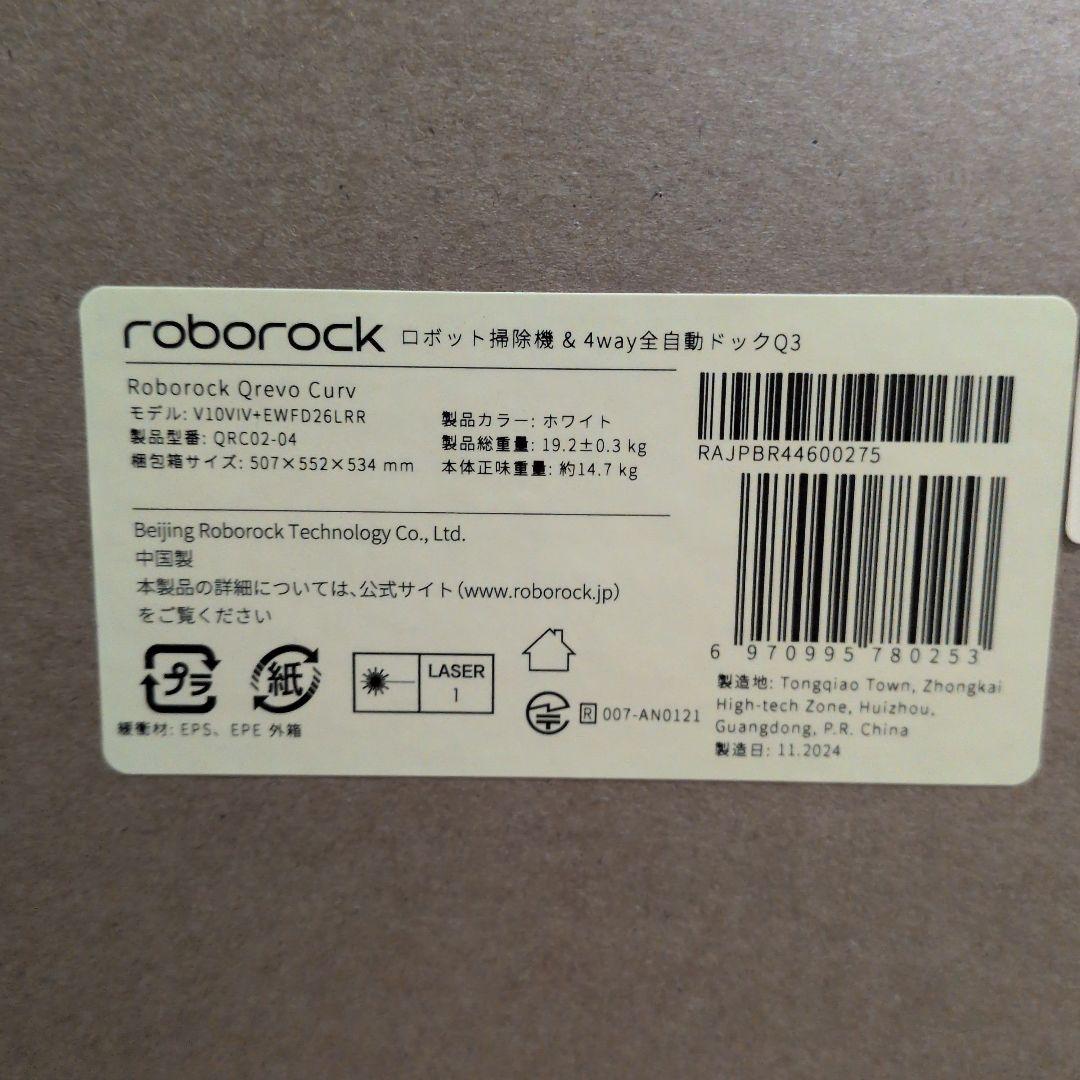 roborock ロボット掃除機 & 4way全自動ドックQ3
Roborock Qrevo Curv
モデル: V10VIV+EWFD26LRR
製品型番: QRC02-04
梱包箱サイズ: 507×552×534 mm
製品カラー: ホワイト
製品総重量: 19.2±0.3 kg
本体正味重量: 約14.7 kg
RAJPBR44600275
Beijing Roborock Technology Co., Ltd.
中国製
本製品の詳細については、公式サイト(www.roborock.jp)
をご覧ください
6 970995 780253
プラ
紙
LASER
1
緩衝材: EPS、EPE 外箱
R 007-AN0121
製造地: Tongqiao Town, Zhongkai
High-tech Zone, Huizhou,
Guangdong, P.R. China
製造日: 11.2024